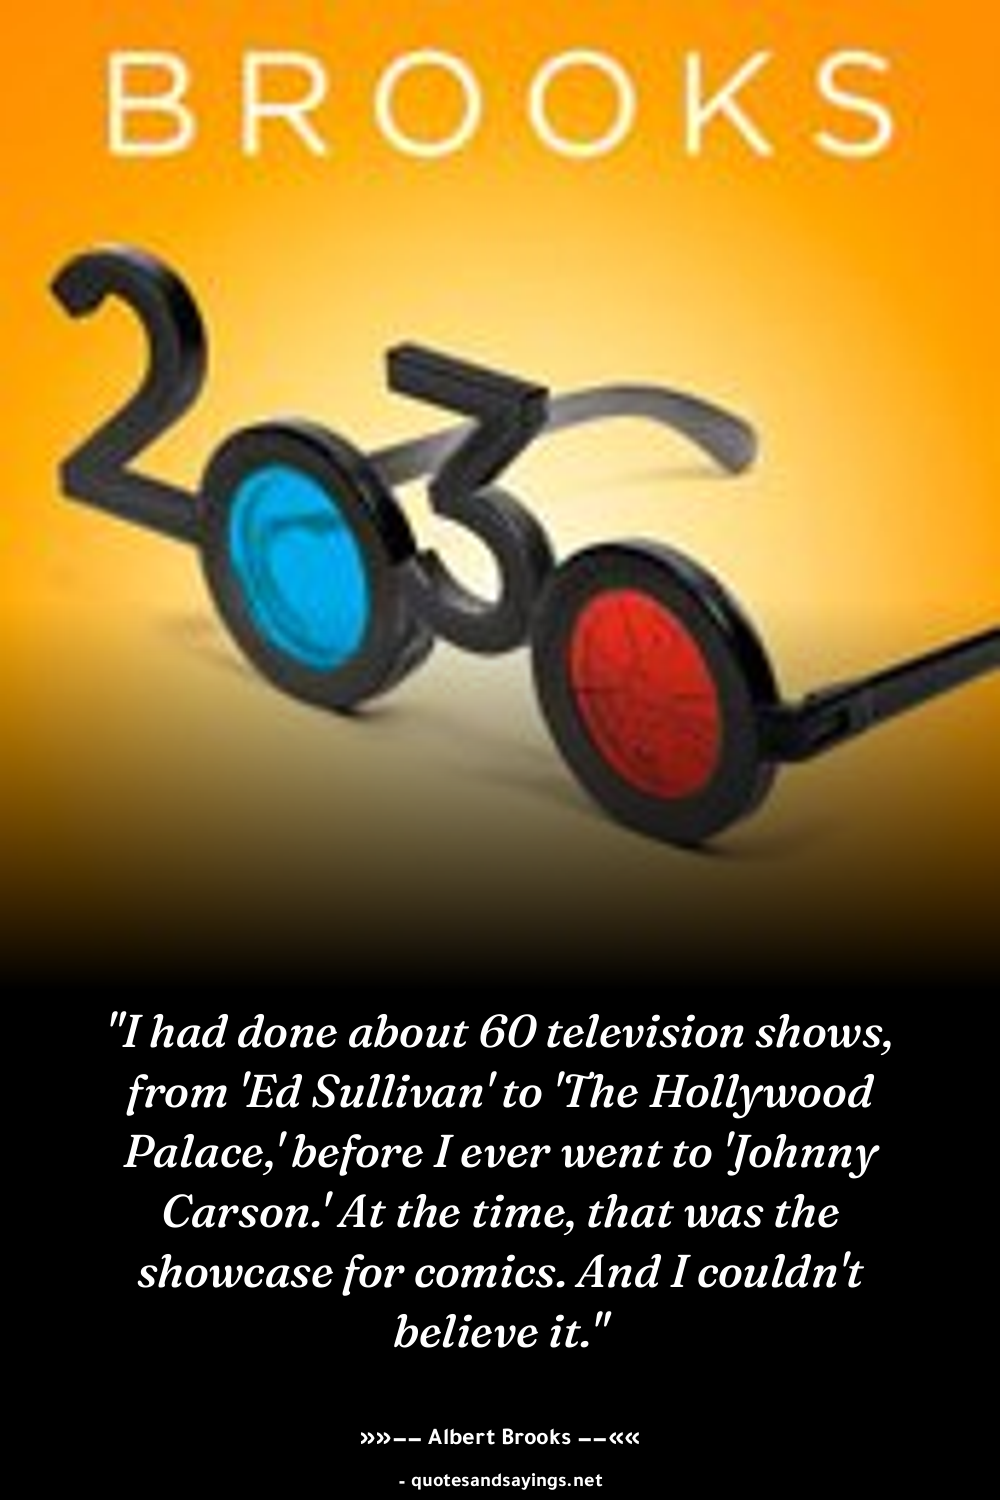 BROOKS
2030
"I had done about 60 television shows,
from 'Ed Sullivan' to 'The Hollywood
Palace,' before I ever went to 'Johnny
Carson.' At the time, that was the
showcase for comics. And I couldn't
believe it."
»»−− Albert Brooks −−««
- quotesandsayings.net